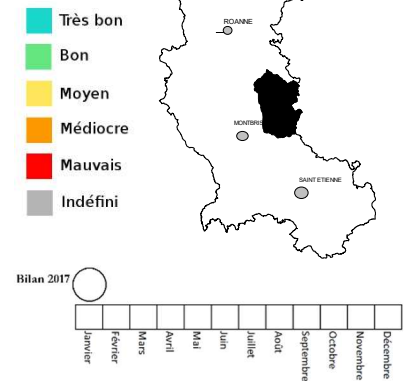 Très bon
Bon
Moyen
Médiocre
Mauvais
Indéfini
ROANNE
MONTBRIS
SAINT ETIENNE
Bilan 2017
Janvier
Février
Mars
Avril
Mai
Juin
Juillet
Août
Septembre
Octobre
Novembre
Décembre